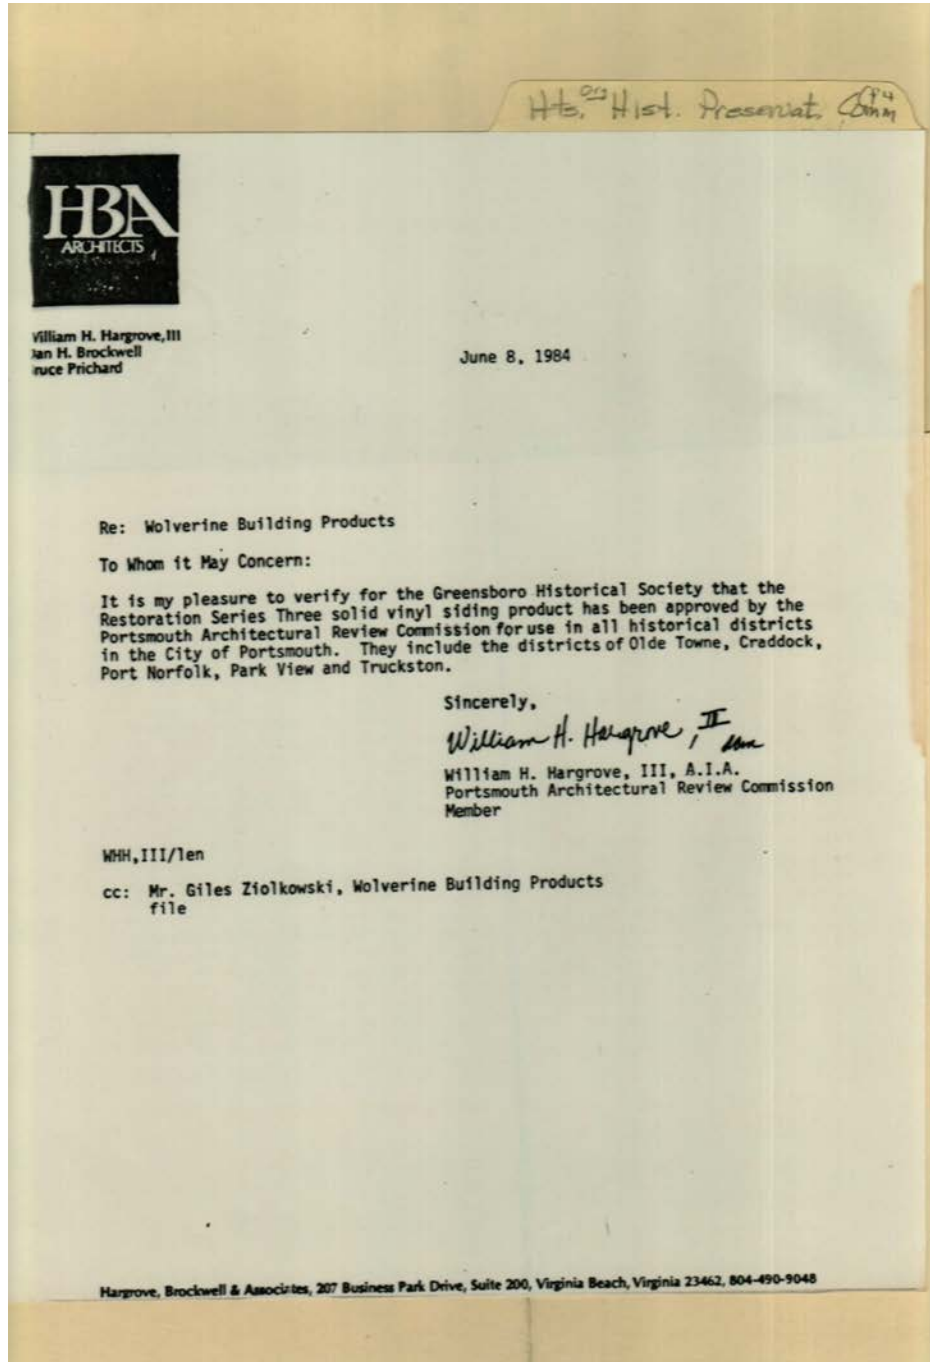 Hts. Org Hist. Preservat. Comm
HBA
ARCHITECTS
William H. Hargrove,III
an H. Brockwell
ruce Prichard
June 8, 1984
Re: Wolverine Building Products
To Whom it May Concern:
It is my pleasure to verify for the Greensboro Historical Society that the
Restoration Series Three solid vinyl siding product has been approved by the
Portsmouth Architectural Review Commission for use in all historical districts
in the City of Portsmouth. They include the districts of Olde Towne, Craddock,
Port Norfolk, Park View and Truckston.
Sincerely,
William H. Hargrove, III
William H. Hargrove, III, A.I.A.
Portsmouth Architectural Review Commission
Member
WHH,III/len
cc: Mr. Giles Ziolkowski, Wolverine Building Products
file
Hargrove, Brockwell & Associates, 207 Business Park Drive, Suite 200, Virginia Beach, Virginia 23462, 804-490-9048